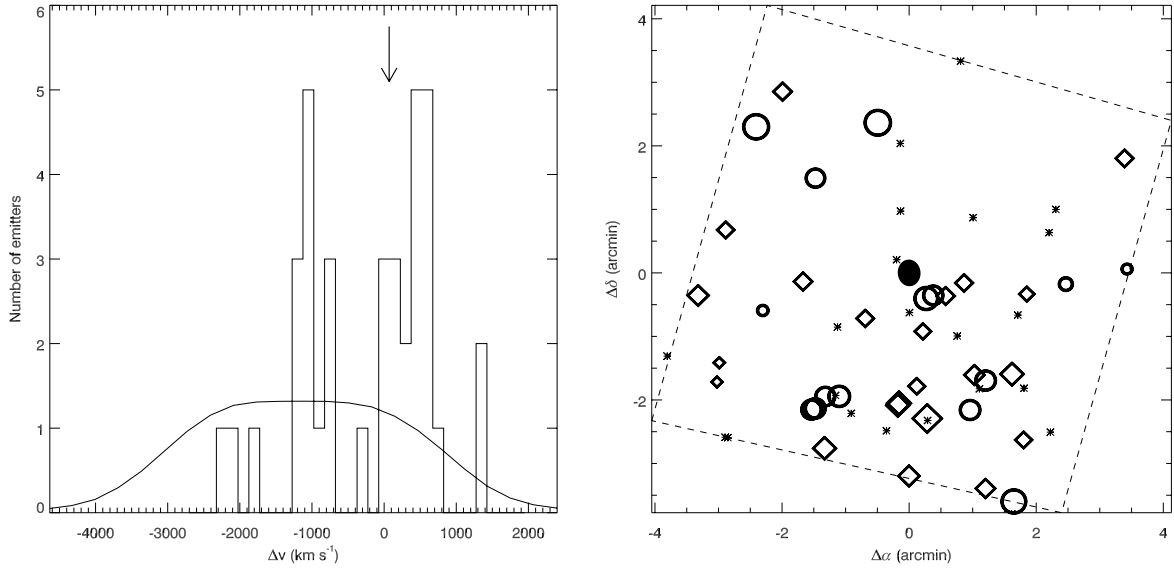 6
5
4
3
2
1
0
Number of emitters
-4000 -3000 -2000 -1000 0 1000 2000
Δv (km s⁻¹)
4
2
0
-2
Δδ (arcmin)
-4 -2 0 2 4
Δα (arcmin)